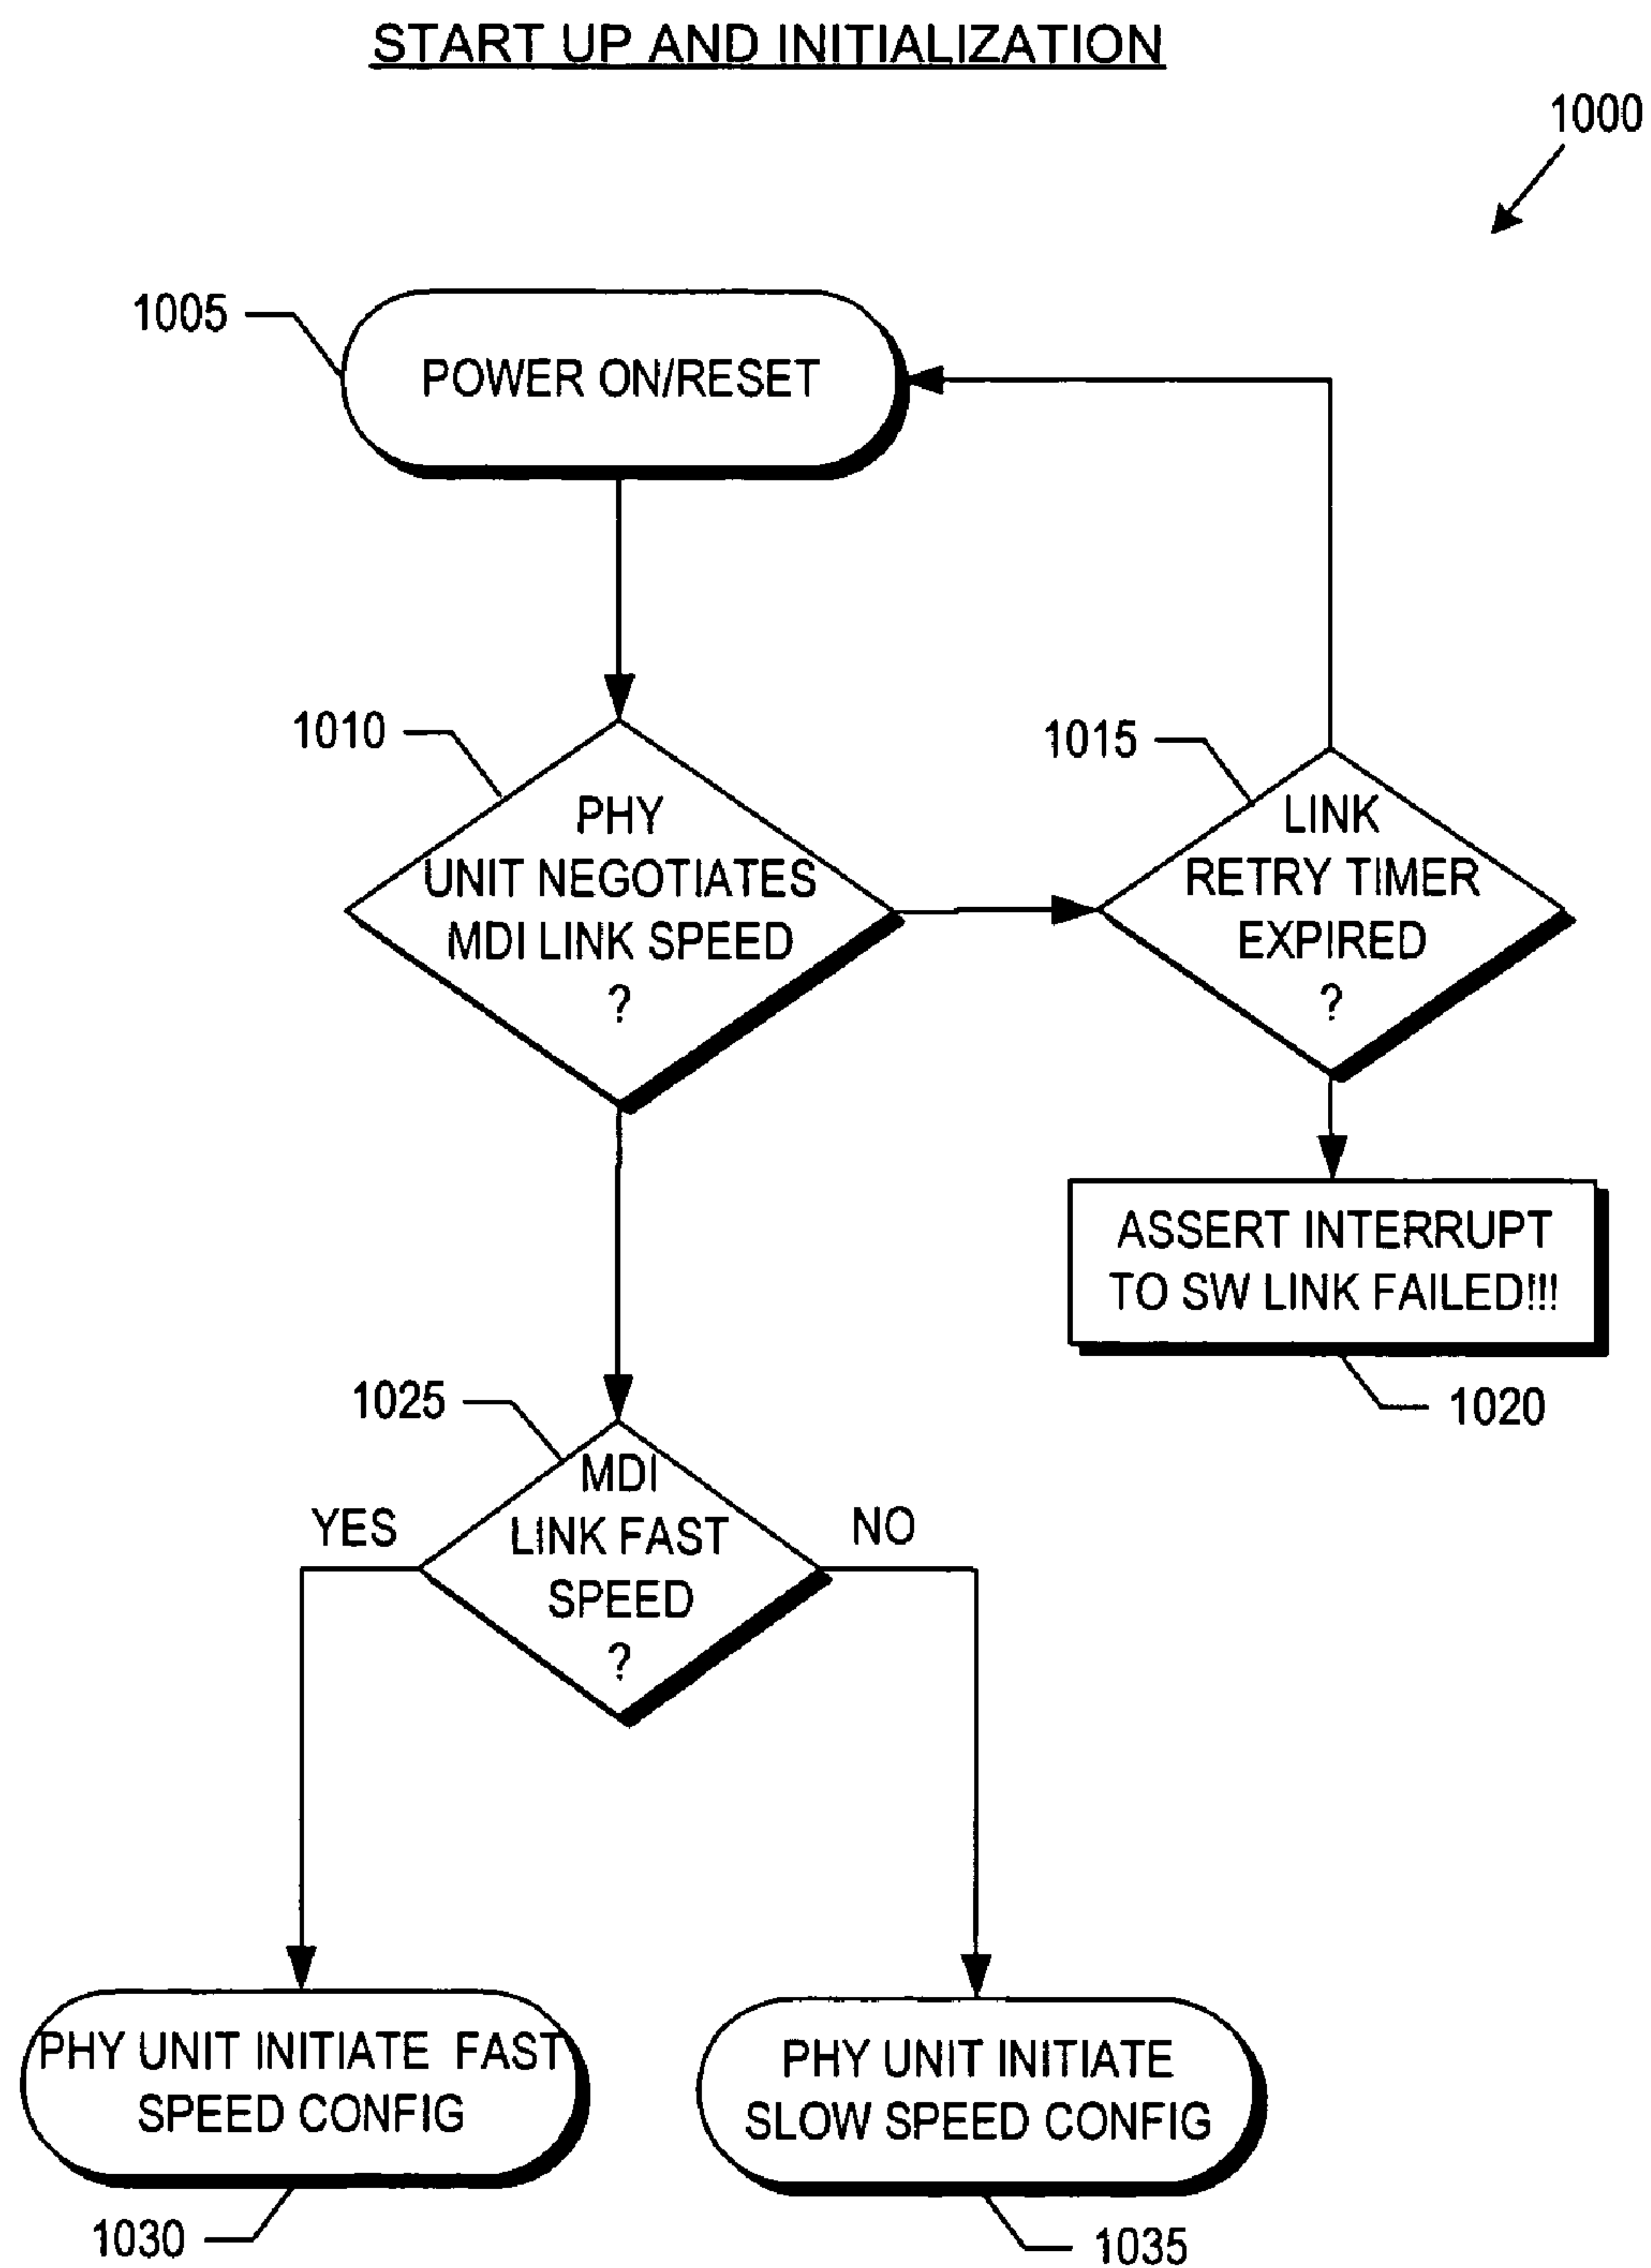 START UP AND INITIALIZATION
1000
1005
POWER ON/RESET
1010
PHY
UNIT NEGOTIATES
MDI LINK SPEED
?
1015
LINK
RETRY TIMER
EXPIRED
?
ASSERT INTERRUPT
TO SW LINK FAILED!!!
1020
1025
MDI
LINK FAST
SPEED
?
YES
NO
PHY UNIT INITIATE FAST
SPEED CONFIG
1030
PHY UNIT INITIATE
SLOW SPEED CONFIG
1035